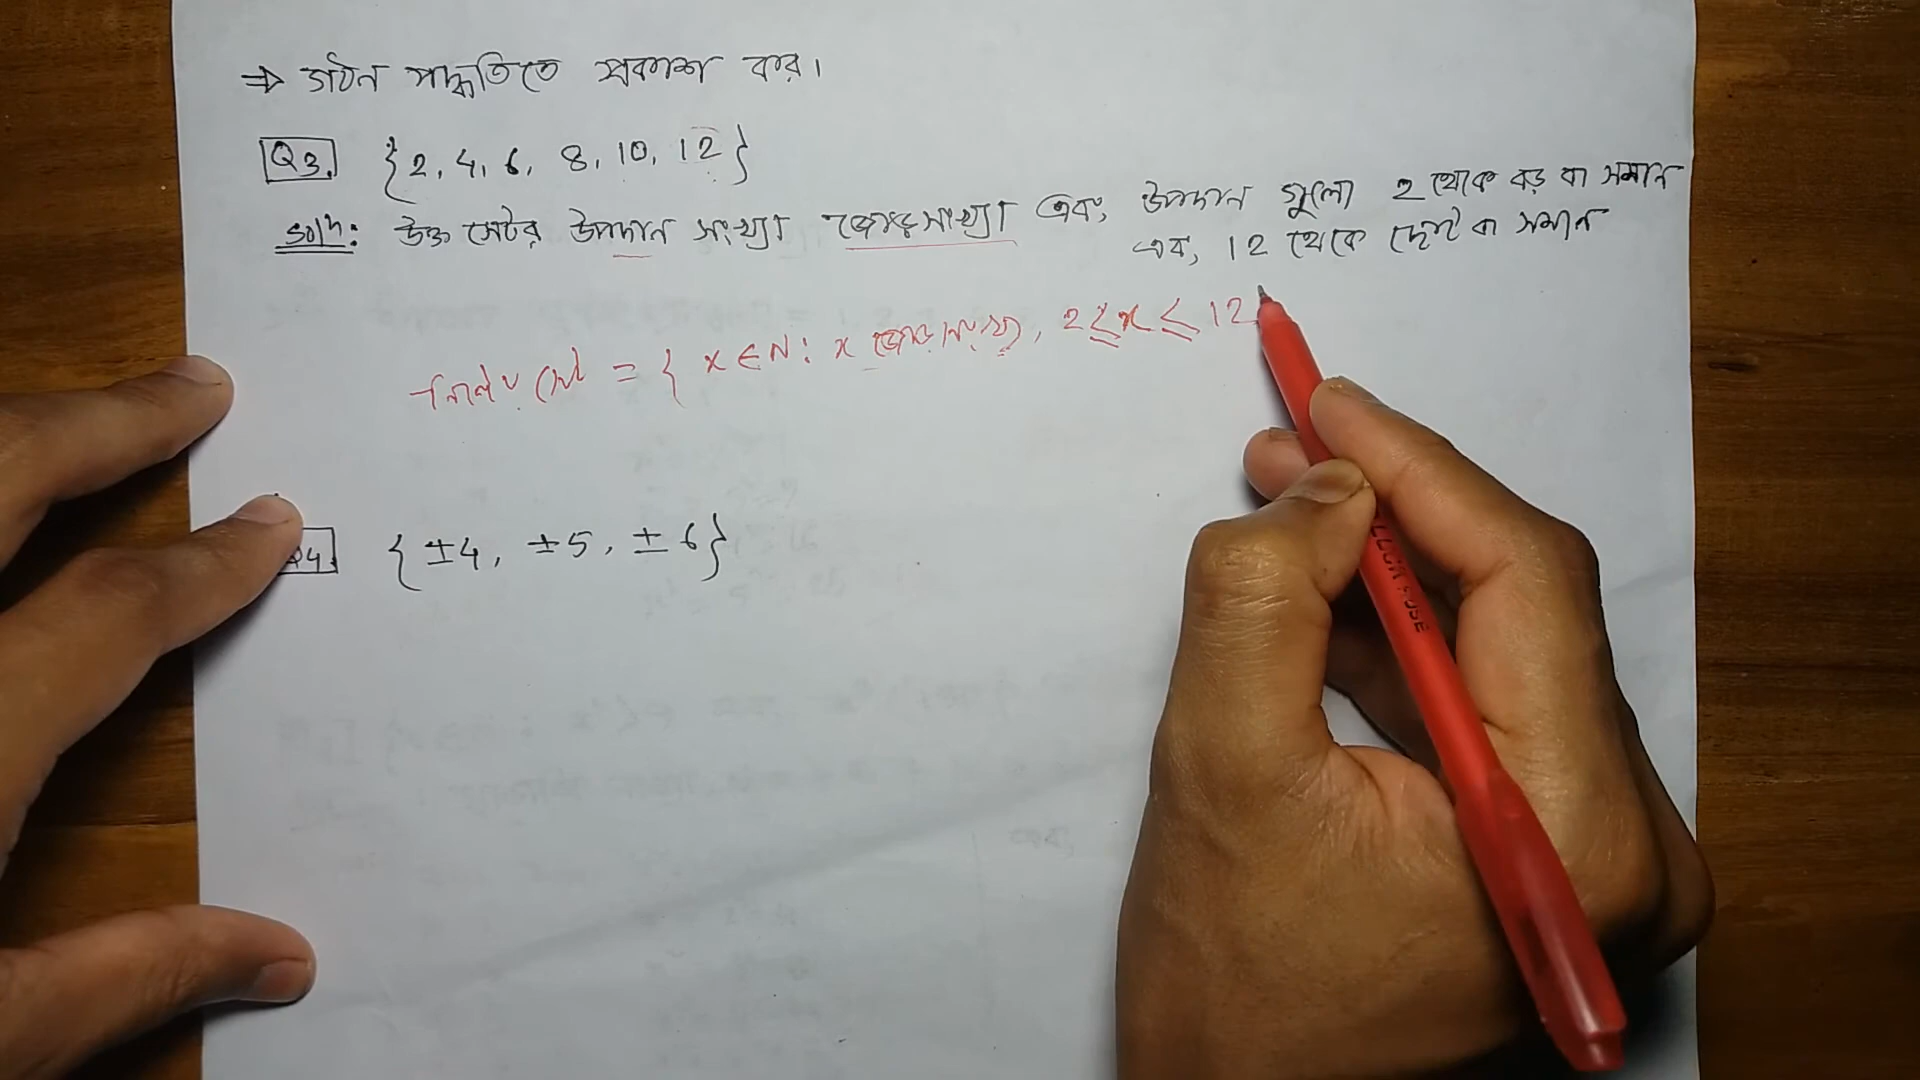 ⇒ গঠন পদ্ধতিতে প্রকাশ কর।
Q3. {2, 4, 6, 8, 10, 12}
Solⁿ: উক্ত সেটের উপাদান সংখ্যা জোড়সংখ্যা এবং, উপাদান গুলো 2 থেকে বড় বা সমান
এবং, 12 থেকে ছোট বা সমান
নির্ণেয় সেট = { x ∈ N : x জোড় সংখ্যা, 2 ≤ x ≤ 12
Q4. {±4, ±5, ±6}